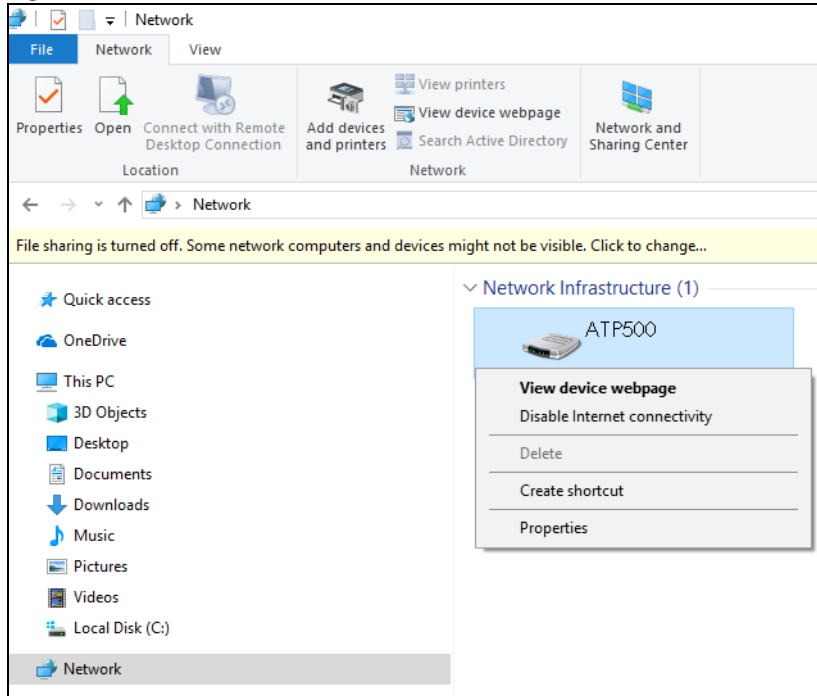 Network
File Network View
Properties Open Connect with Remote Desktop Connection Add devices and printers View printers
View device webpage
Search Active Directory
Network and Sharing Center
Location Network
Network
File sharing is turned off. Some network computers and devices might not be visible. Click to change...
Quick access
OneDrive
This PC
3D Objects
Desktop
Documents
Downloads
Music
Pictures
Videos
Local Disk (C:)
Network
Network Infrastructure (1)
ATP500
View device webpage
Disable Internet connectivity
Delete
Create shortcut
Properties